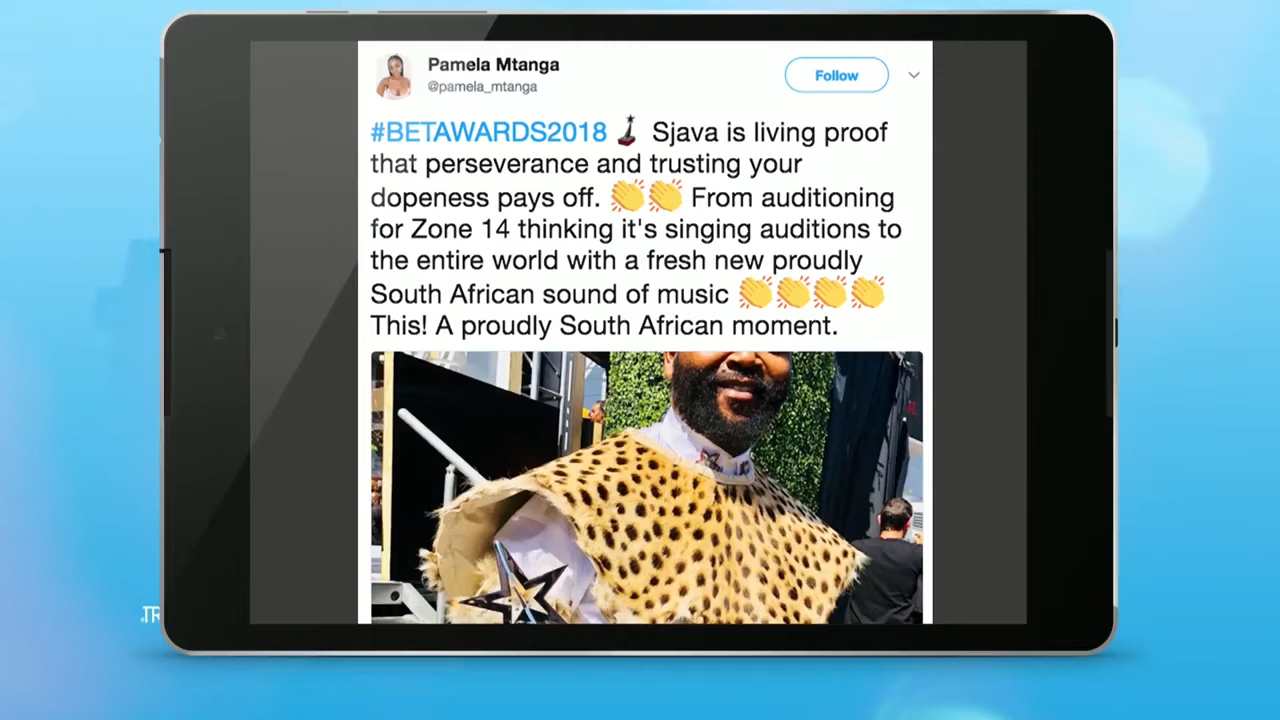 Pamela Mtanga
@pamela_mtanga
Follow
#BETAWARDS2018 Sjava is living proof
that perseverance and trusting your
dopeness pays off. 👏👏 From auditioning
for Zone 14 thinking it's singing auditions to
the entire world with a fresh new proudly
South African sound of music 👏👏👏👏
This! A proudly South African moment.
.TR